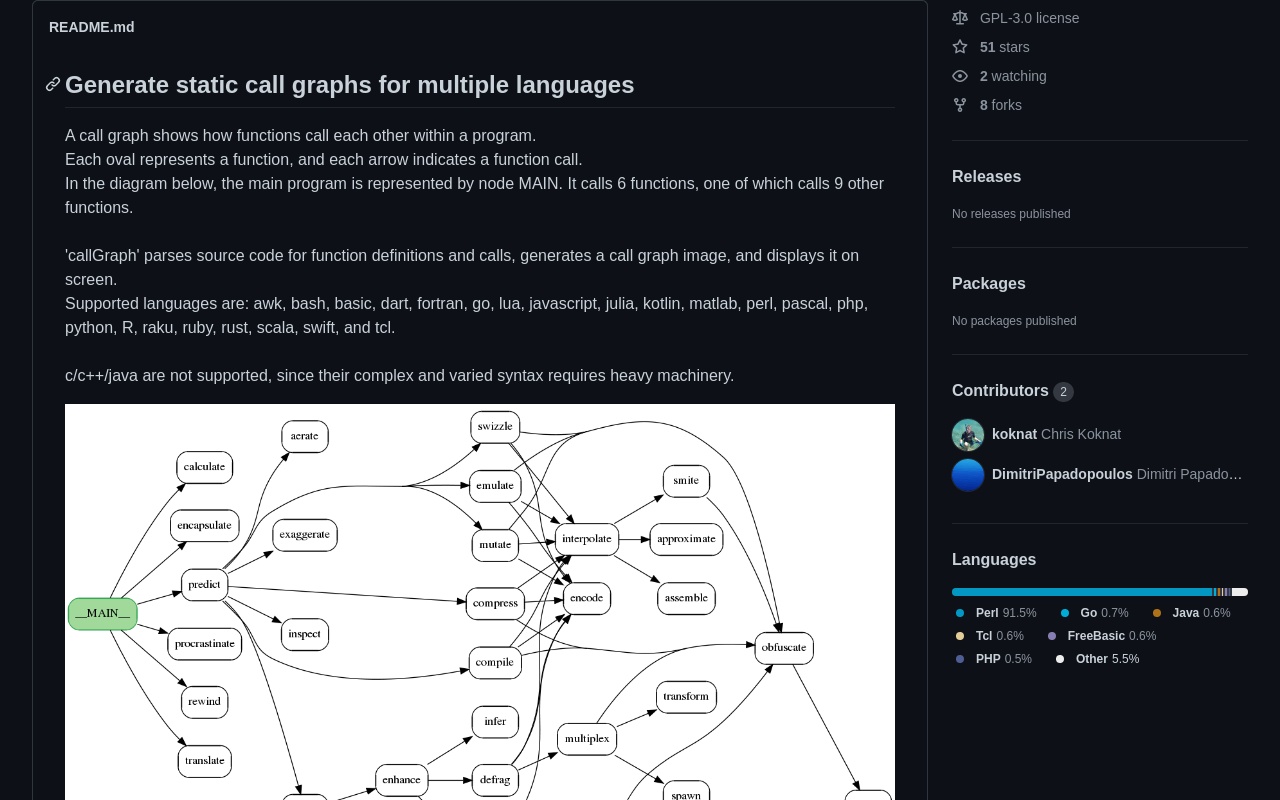 README.md
Generate static call graphs for multiple languages
A call graph shows how functions call each other within a program.
Each oval represents a function, and each arrow indicates a function call.
In the diagram below, the main program is represented by node MAIN. It calls 6 functions, one of which calls 9 other
functions.
'callGraph' parses source code for function definitions and calls, generates a call graph image, and displays it on
screen.
Supported languages are: awk, bash, basic, dart, fortran, go, lua, javascript, julia, kotlin, matlab, perl, pascal, php,
python, R, raku, ruby, rust, scala, swift, and tcl.
c/c++/java are not supported, since their complex and varied syntax requires heavy machinery.
swizzle
aerate
calculate
smite
emulate
encapsulate
exaggerate
mutate
interpolate
approximate
predict
compress
encode
assemble
__MAIN__
inspect
procrastinate
obfuscate
compile
transform
rewind
infer
multiplex
translate
enhance
defrag
spawn
GPL-3.0 license
51 stars
2 watching
8 forks
Releases
No releases published
Packages
No packages published
Contributors 2
koknat Chris Koknat
DimitriPapadopoulos Dimitri Papado…
Languages
Perl 91.5% Go 0.7% Java 0.6%
Tcl 0.6% FreeBasic 0.6%
PHP 0.5% Other 5.5%